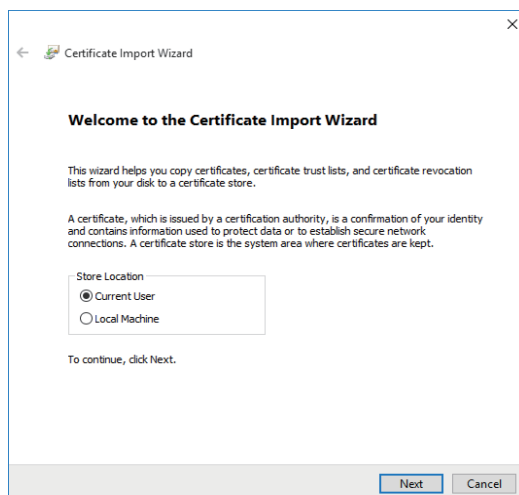 Certificate Import Wizard
Welcome to the Certificate Import Wizard
This wizard helps you copy certificates, certificate trust lists, and certificate revocation
lists from your disk to a certificate store.
A certificate, which is issued by a certification authority, is a confirmation of your identity
and contains information used to protect data or to establish secure network
connections. A certificate store is the system area where certificates are kept.
Store Location
Current User
Local Machine
To continue, click Next.
Next
Cancel